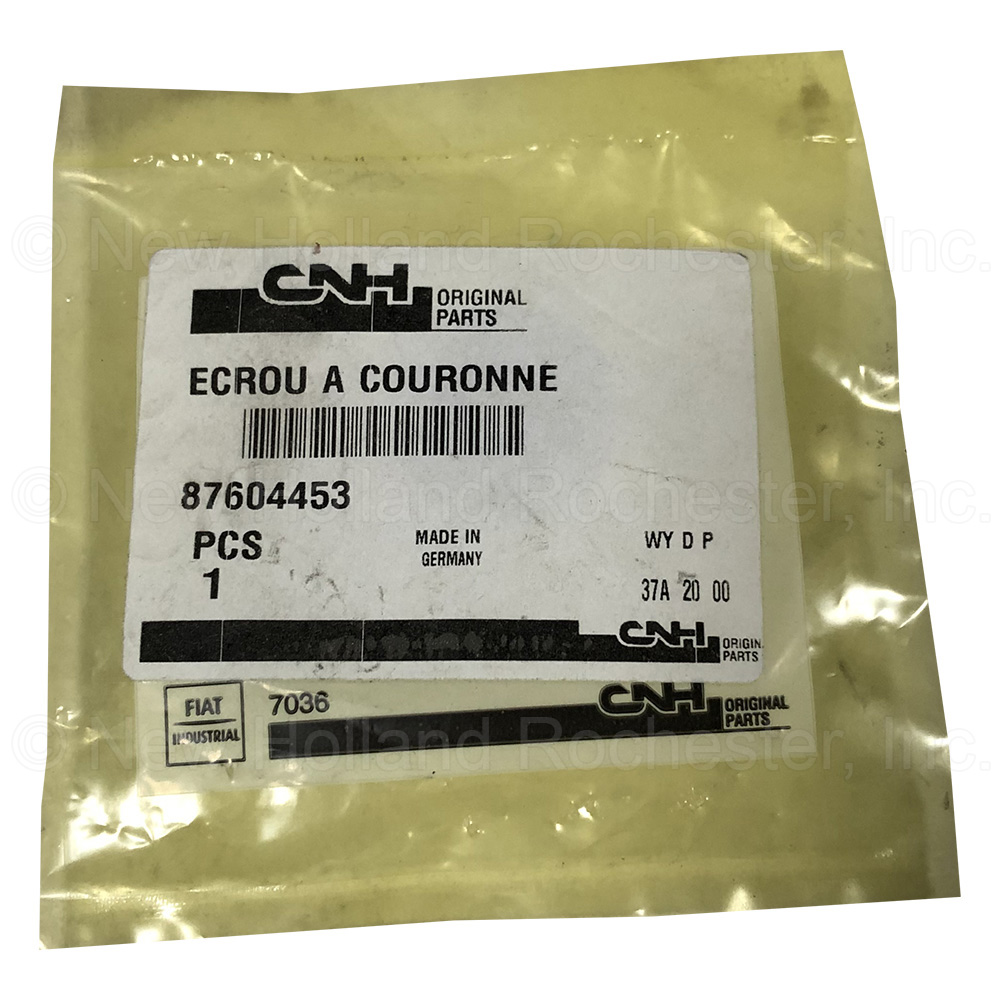 CNH ORIGINAL
PARTS
ECROU A COURONNE
87604453
PCS
1
MADE IN
GERMANY
WY D P
37A 20 00
CNH ORIGIN
PARTS
FIAT
INDUSTRIAL
7036
CNH ORIGINAL
PARTS
© New Holland Rochester, Inc.
© New Holland Rochester, Inc.
© New Holland Rochester, Inc.